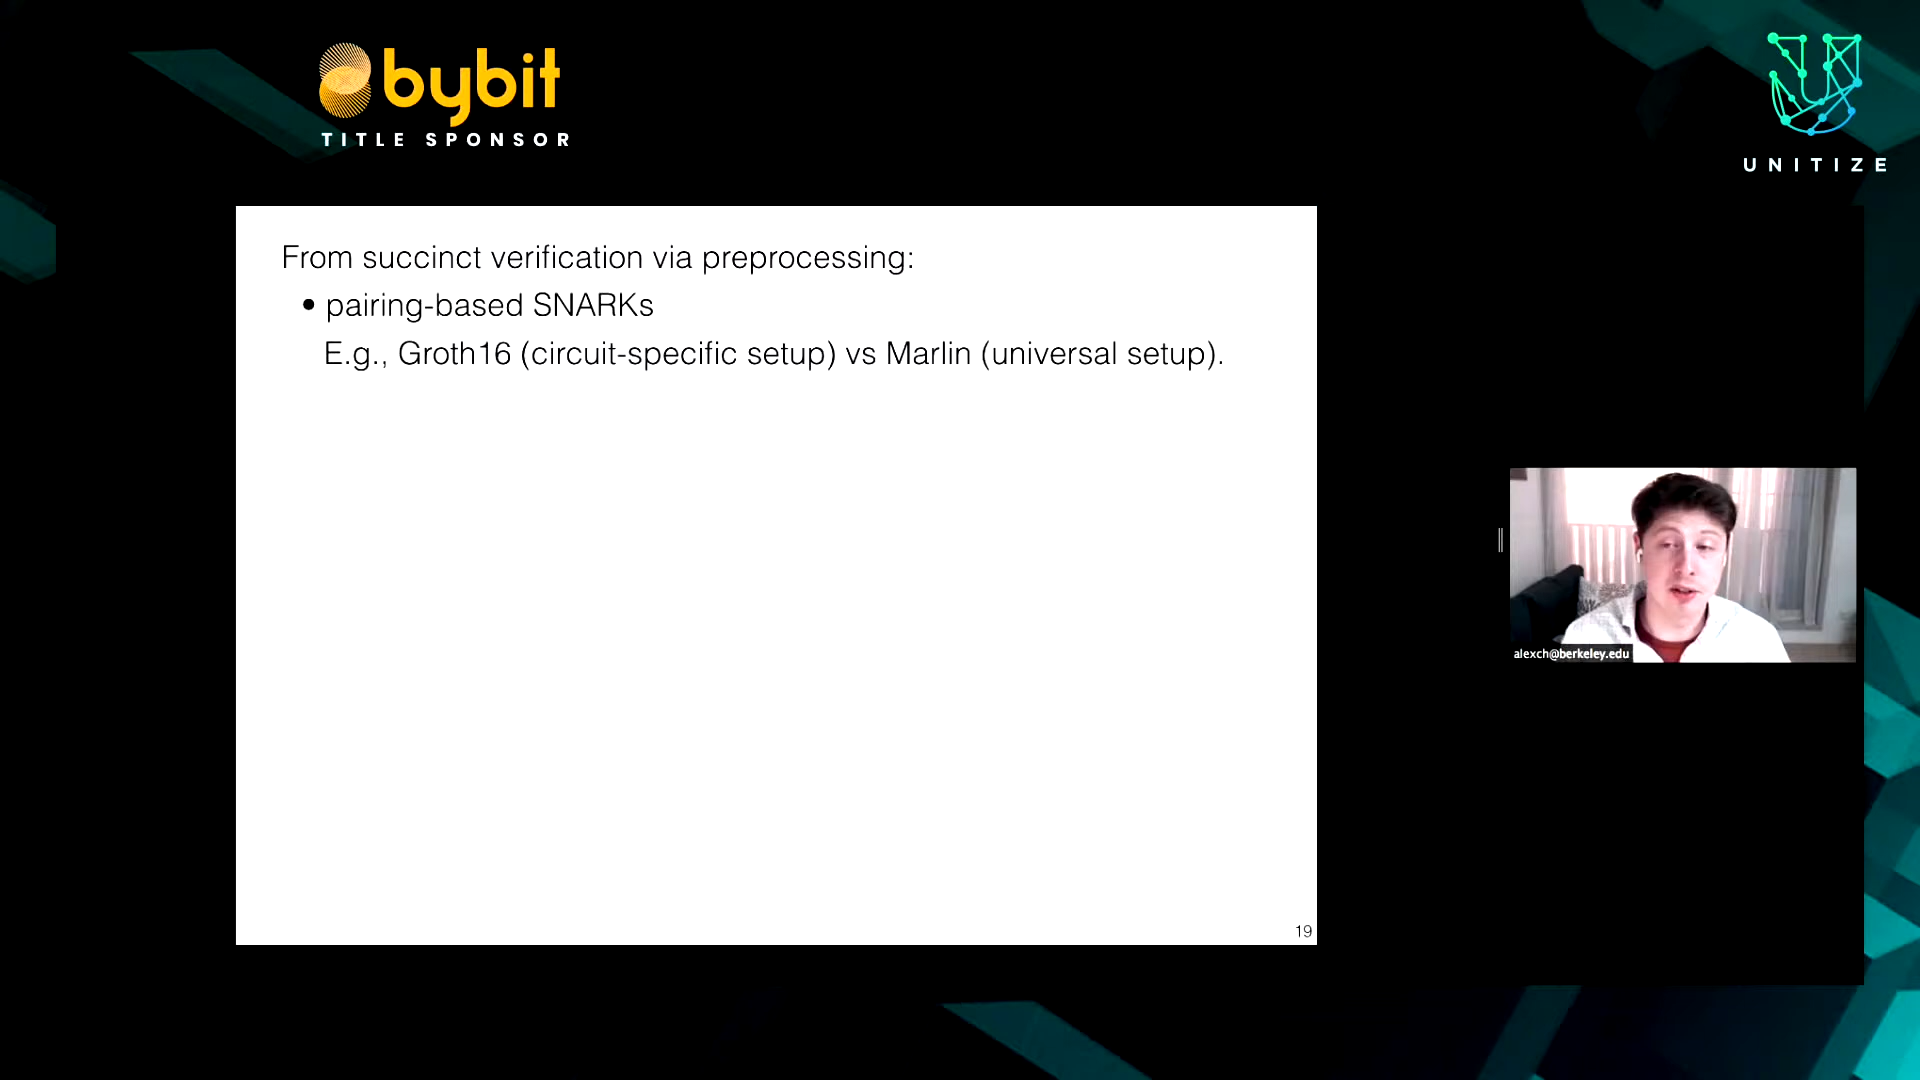 bybit
TITLE SPONSOR
UNITIZE
From succinct verification via preprocessing:
• pairing-based SNARKs
E.g., Groth16 (circuit-specific setup) vs Marlin (universal setup).
alexch@berkeley.edu
19